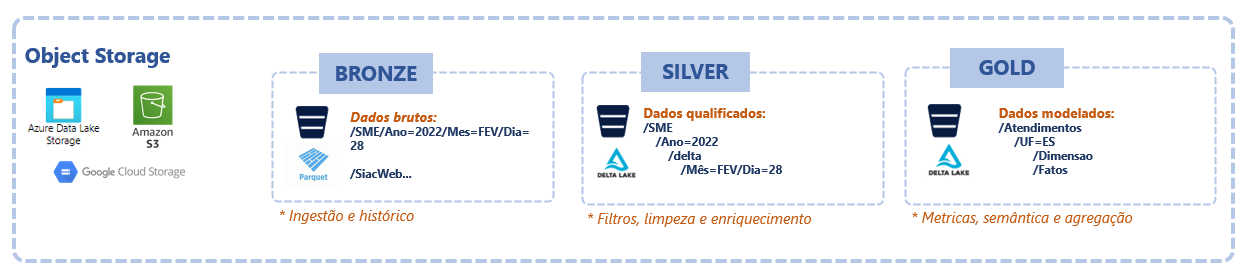 Object Storage
Azure Data Lake
Storage
Amazon
S3
Google Cloud Storage
BRONZE
Dados brutos:
/SME/Ano=2022/Mes=FEV/Dia=
28
/SiacWeb...
Parquet
* Ingestão e histórico
SILVER
Dados qualificados:
/SME
/Ano=2022
/delta
/Mês=FEV/Dia=28
DELTA LAKE
* Filtros, limpeza e enriquecimento
GOLD
Dados modelados:
/Atendimentos
/UF=ES
/Dimensao
/Fatos
DELTA LAKE
* Metricas, semântica e agregação